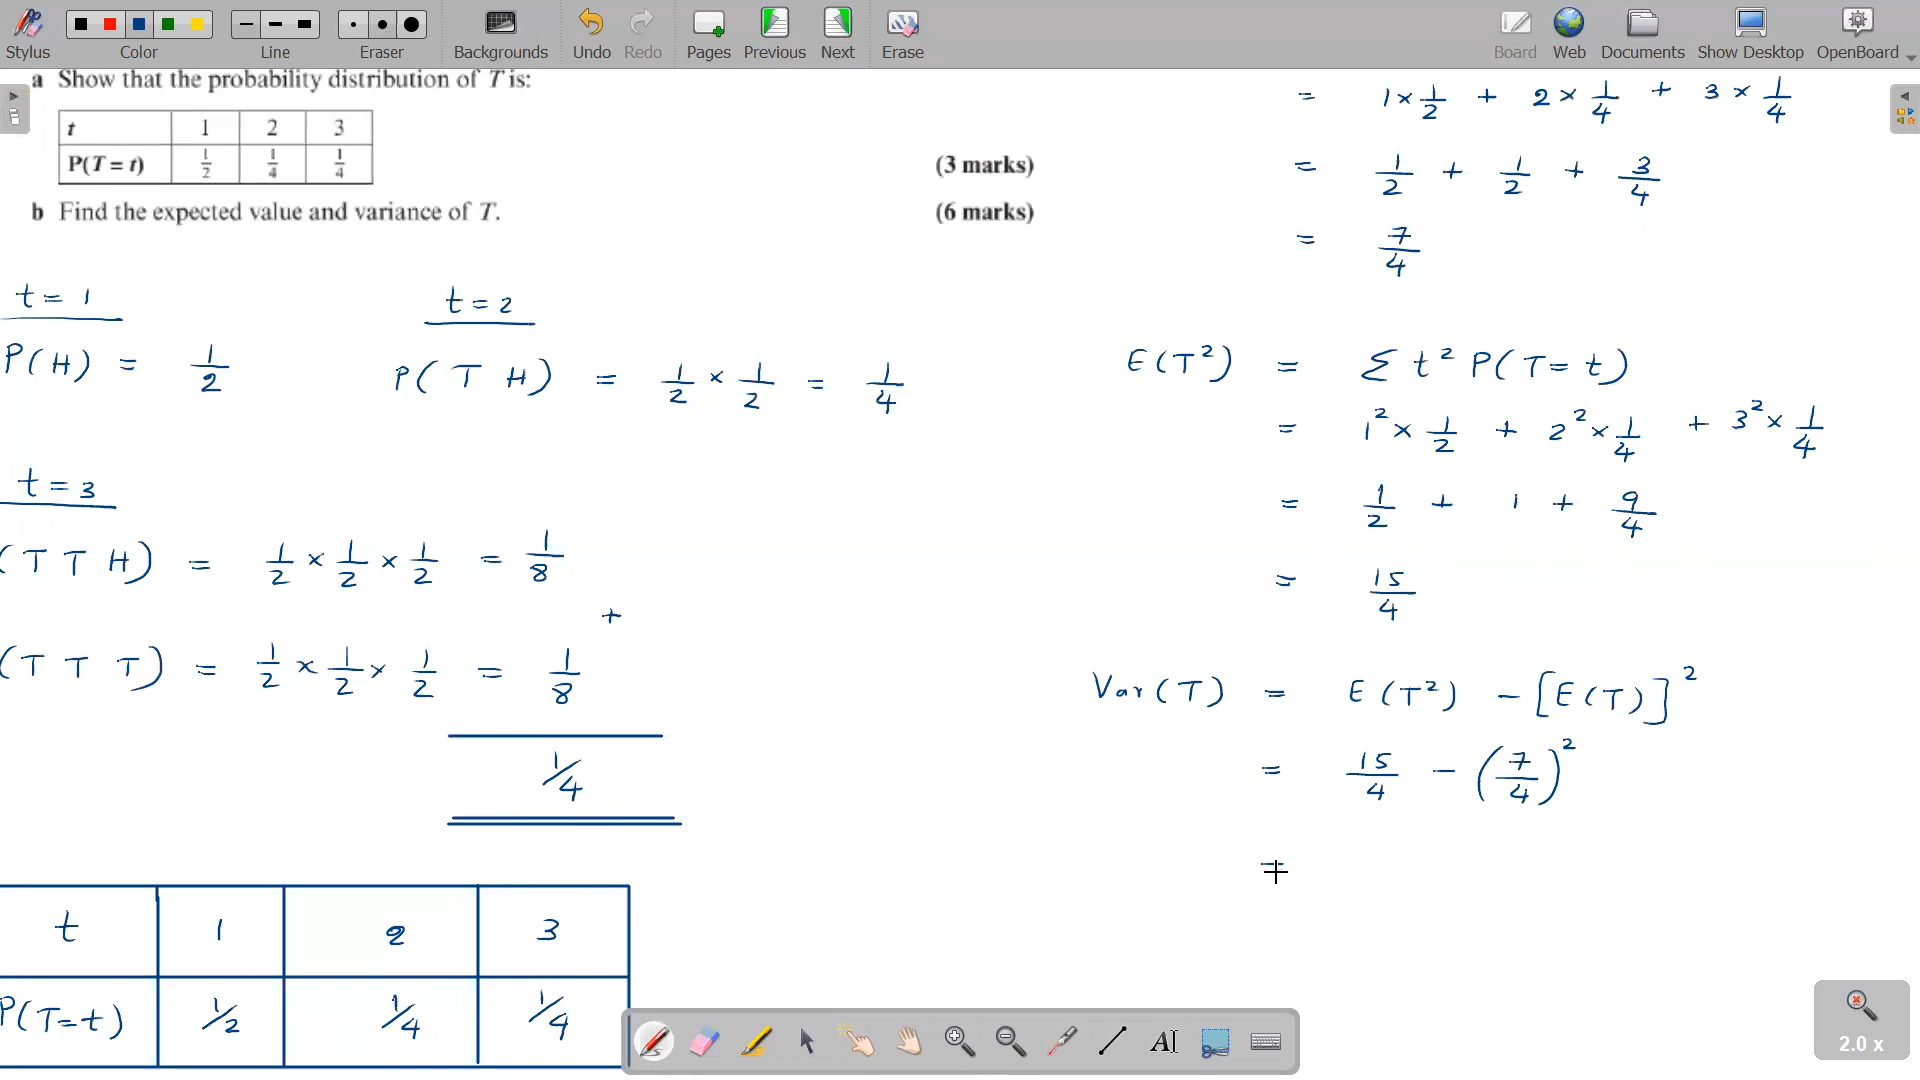 Stylus Color Line Eraser Backgrounds Undo Redo Pages Previous Next Erase Board Web Documents Show Desktop OpenBoard
a Show that the probability distribution of T is:
t 1 2 3
P(T = t) 1/2 1/4 1/4
(3 marks)
b Find the expected value and variance of T.
(6 marks)
t = 1
P(H) = 1/2
t = 2
P( T H) = 1/2 × 1/2 = 1/4
t = 3
( T T H) = 1/2 × 1/2 × 1/2 = 1/8
+
( T T T) = 1/2 × 1/2 × 1/2 = 1/8
1/4
t 1 2 3
P(T=t) 1/2 1/4 1/4
= 1 × 1/2 + 2 × 1/4 + 3 × 1/4
= 1/2 + 1/2 + 3/4
= 7/4
E(T²) = Σ t² P(T = t)
= 1² × 1/2 + 2² × 1/4 + 3² × 1/4
= 1/2 + 1 + 9/4
= 15/4
Var(T) = E(T²) - [E(T)]²
= 15/4 - (7/4)²
=
AI
2.0 x